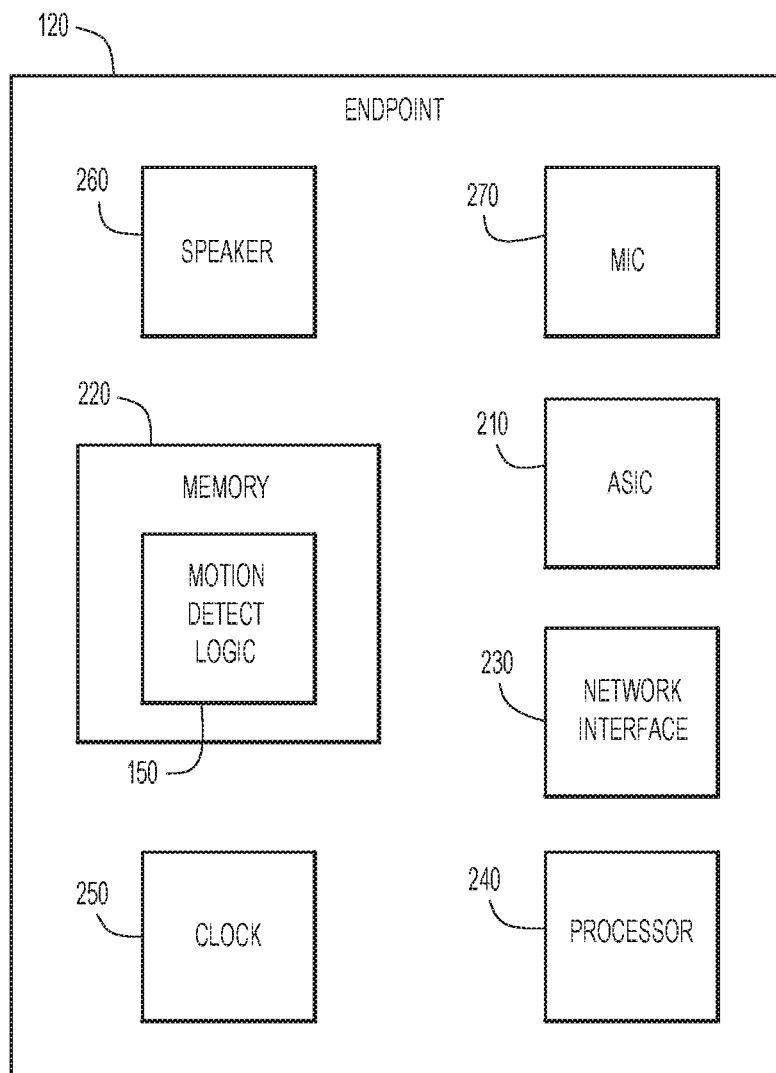 120
ENDPOINT
260
SPEAKER
270
MIC
220
MEMORY
MOTION
DETECT
LOGIC
150
210
ASIC
230
NETWORK
INTERFACE
250
CLOCK
240
PROCESSOR